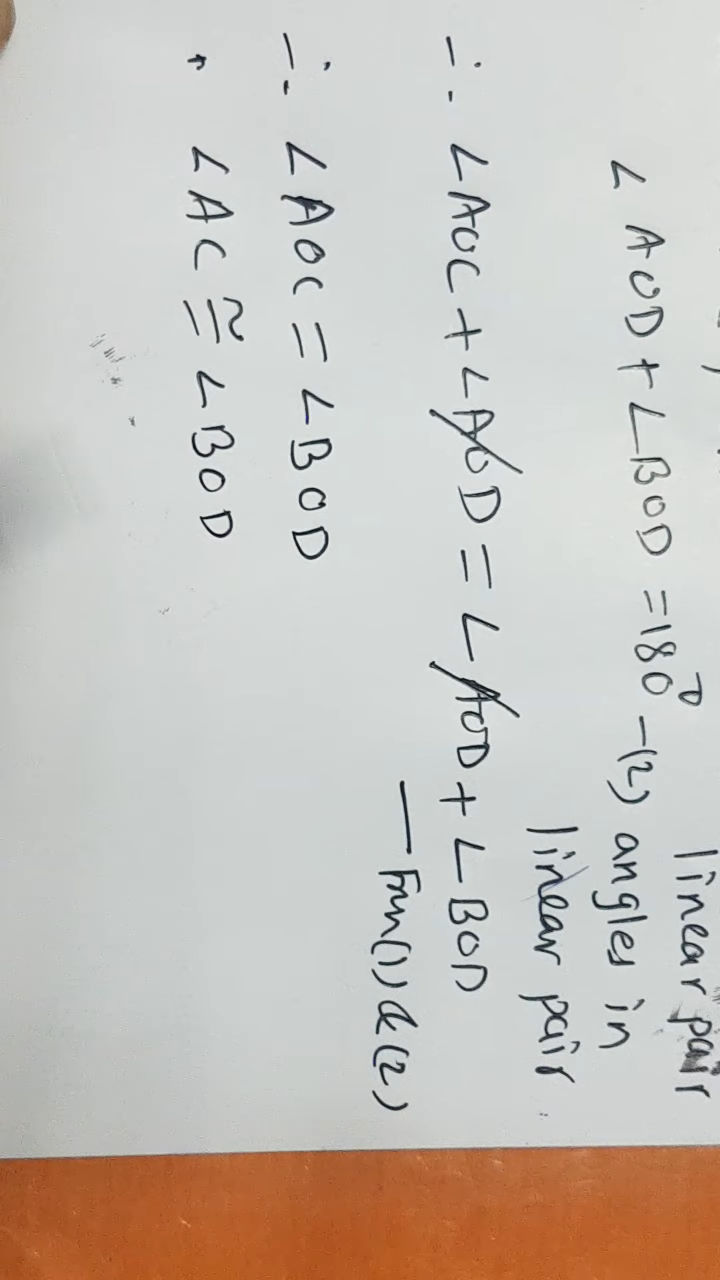 linear pair
∠AOD + ∠BOD = 180° -(2) angles in
linear pair
∴ ∠AOC + ∠AOD = ∠AOD + ∠BOD
— From (1) & (2)
∴ ∠AOC = ∠BOD
∠AC ≅ ∠BOD